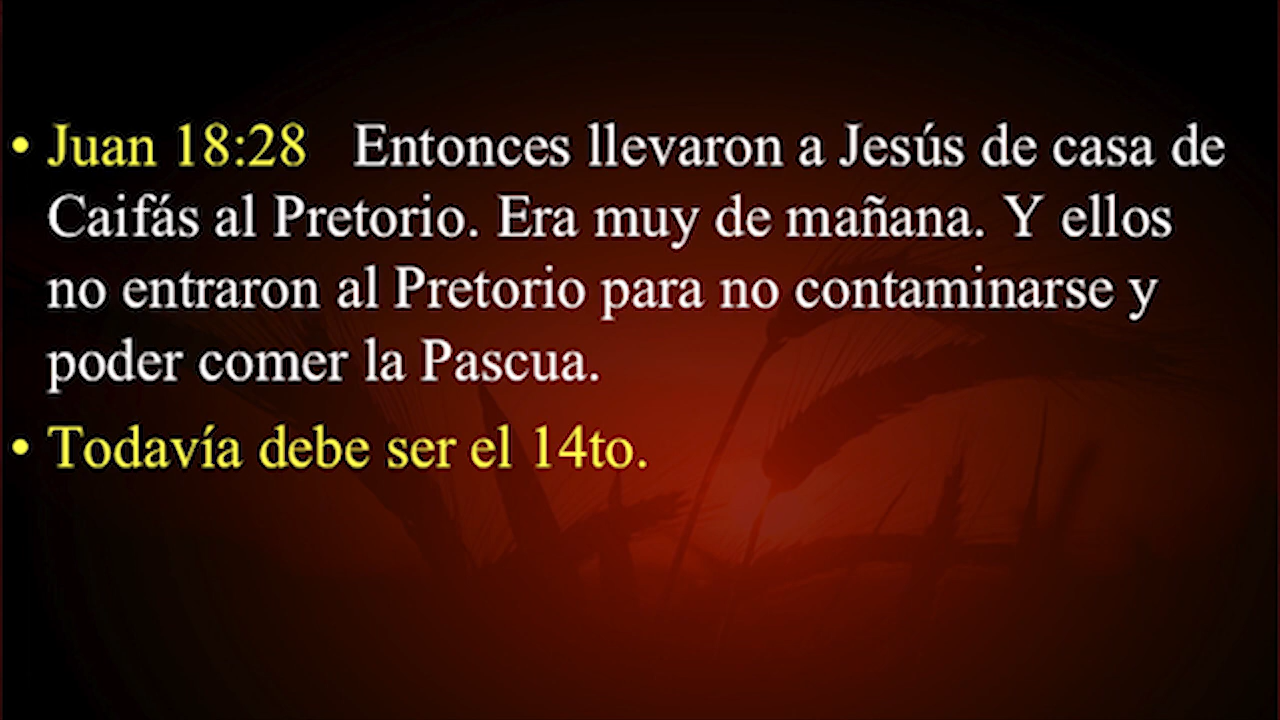 • Juan 18:28 Entonces llevaron a Jesús de casa de
Caifás al Pretorio. Era muy de mañana. Y ellos
no entraron al Pretorio para no contaminarse y
poder comer la Pascua.
• Todavía debe ser el 14to.